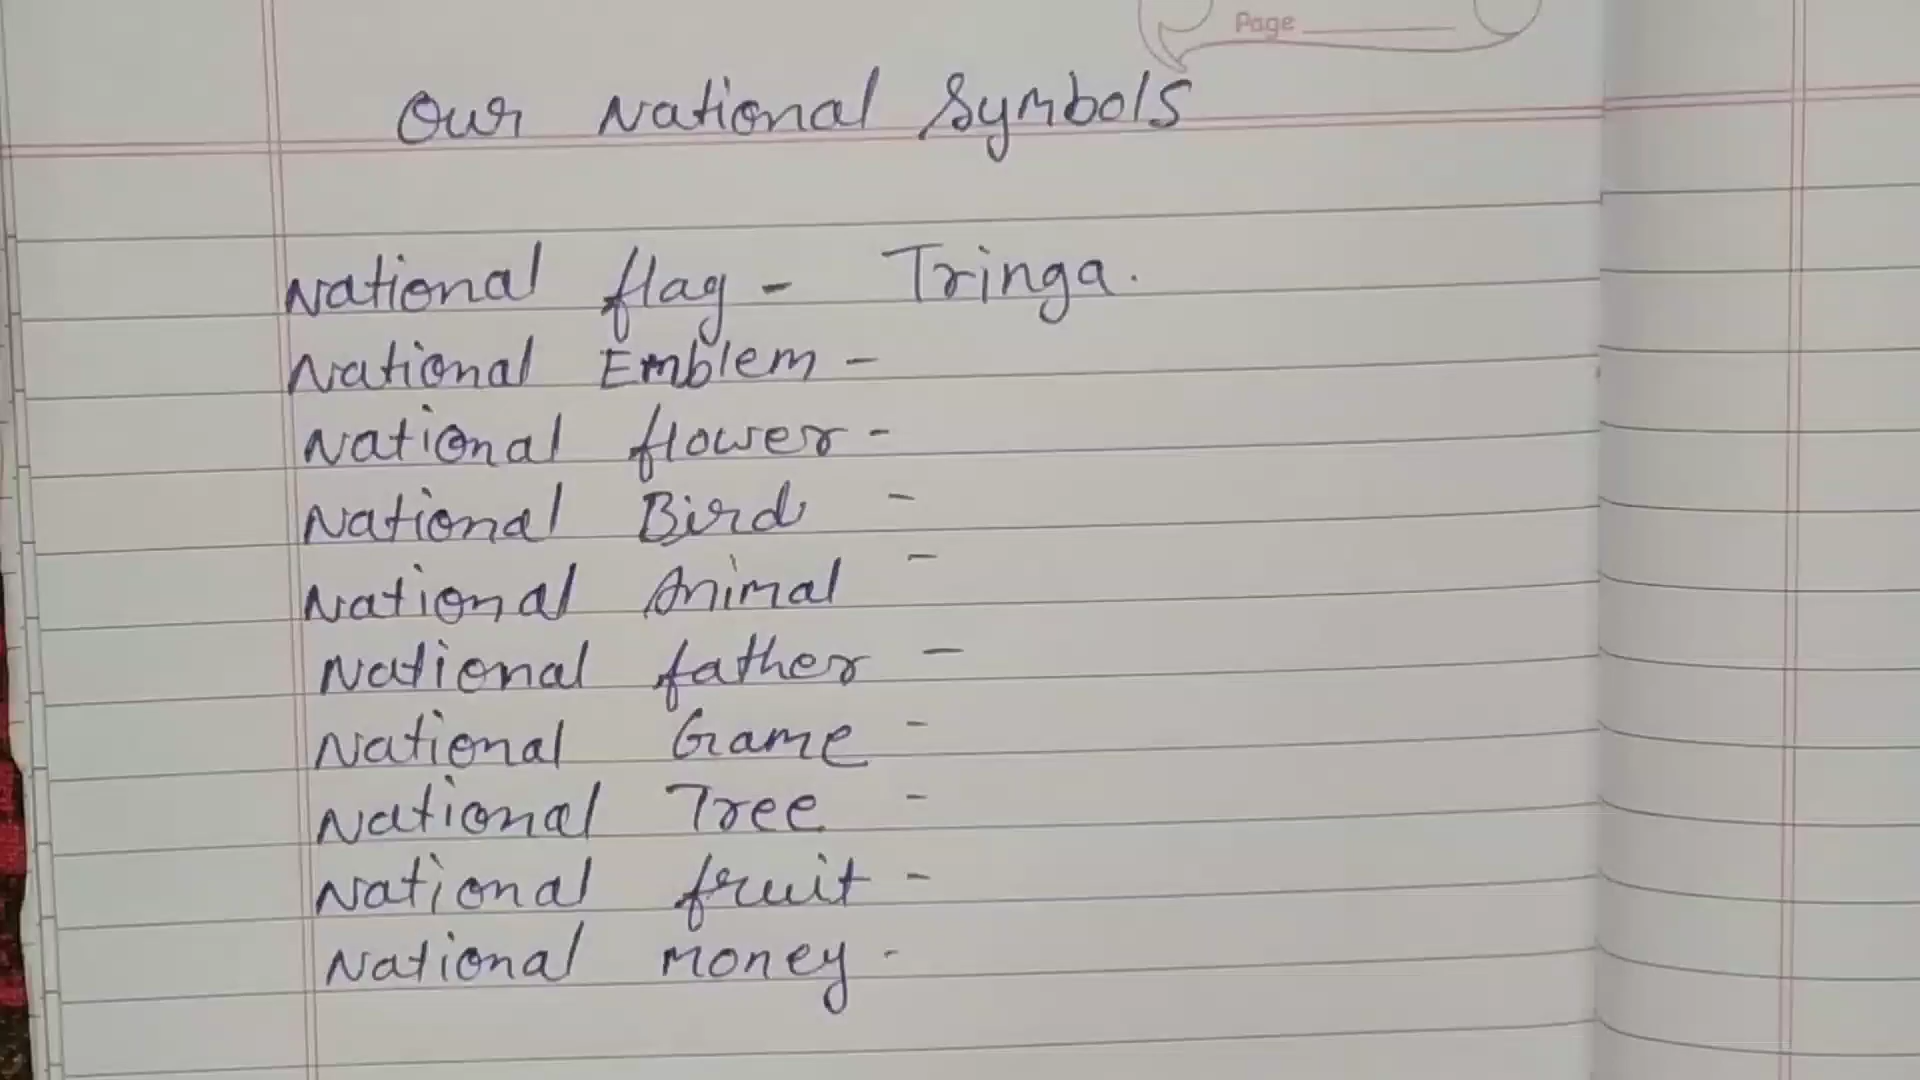 Page
Our National Symbols
National flag - Tringa.
National Emblem -
National flower -
National Bird -
National Animal -
National father -
National Game -
National Tree -
National fruit -
National money -